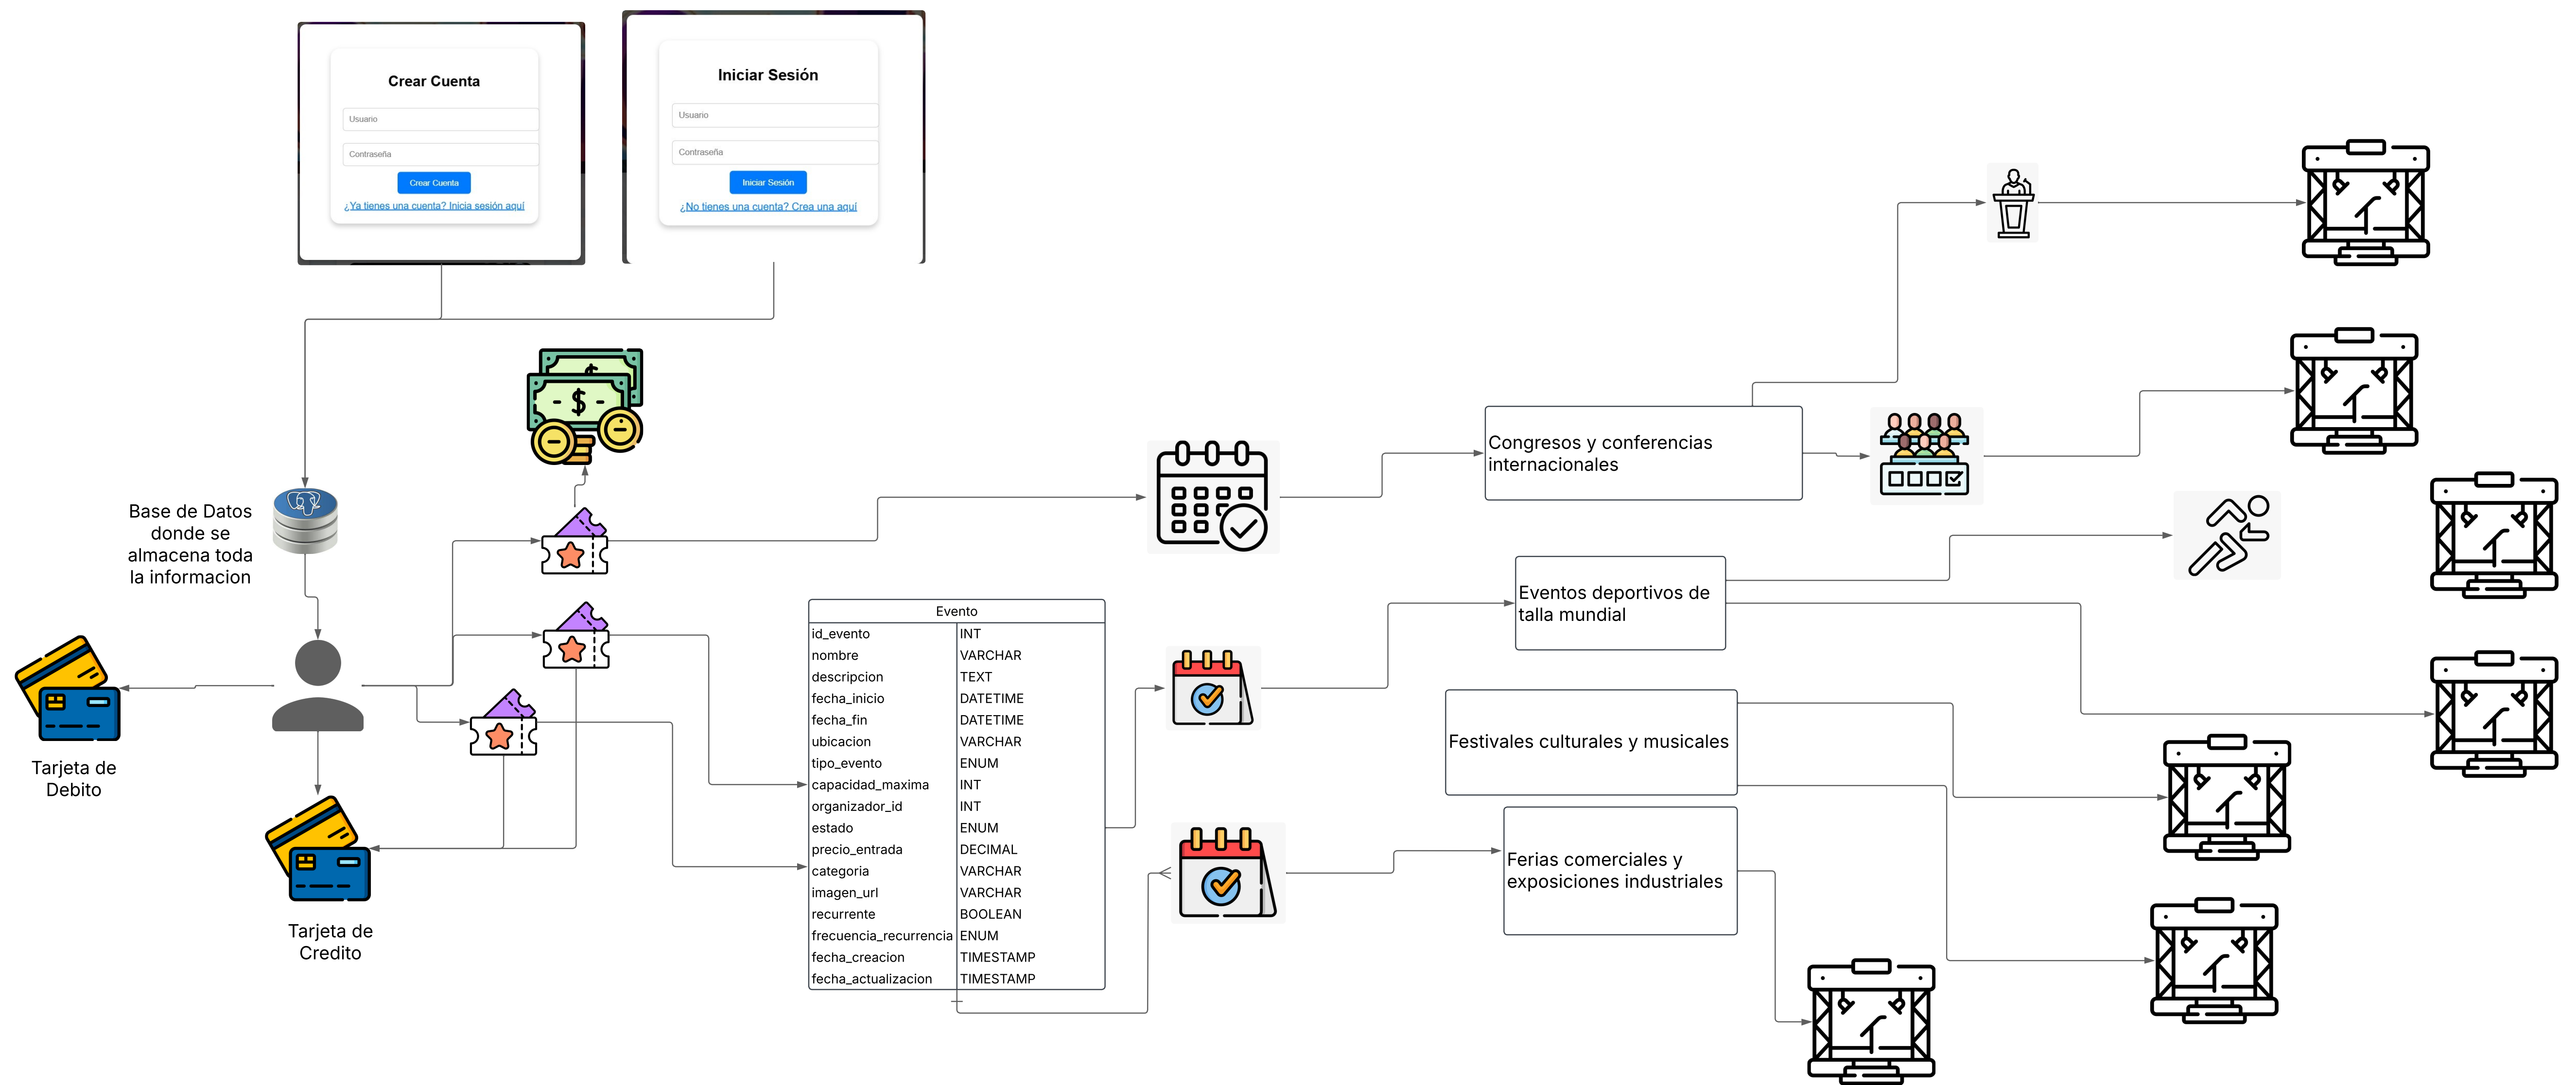 Crear Cuenta
Usuario
Contraseña
Crear Cuenta
¿Ya tienes una cuenta? Inicia sesión aquí
Iniciar Sesión
Usuario
Contraseña
Iniciar Sesión
¿No tienes una cuenta? Crea una aquí
Base de Datos
donde se
almacena toda
la informacion
Tarjeta de
Debito
Tarjeta de
Credito
Evento
id_evento INT
nombre VARCHAR
descripcion TEXT
fecha_inicio DATETIME
fecha_fin DATETIME
ubicacion VARCHAR
tipo_evento ENUM
capacidad_maxima INT
organizador_id INT
estado ENUM
precio_entrada DECIMAL
categoria VARCHAR
imagen_url VARCHAR
recurrente BOOLEAN
frecuencia_recurrencia ENUM
fecha_creacion TIMESTAMP
fecha_actualizacion TIMESTAMP
Congresos y conferencias
internacionales
Eventos deportivos de
talla mundial
Festivales culturales y musicales
Ferias comerciales y
exposiciones industriales